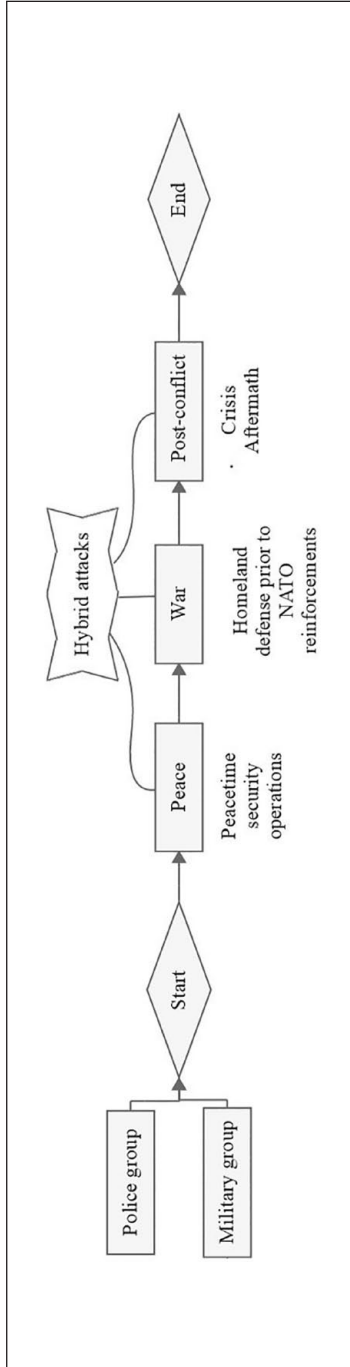 Police group
Military group
Start
Peace
Peacetime
security
operations
Hybrid attacks
War
Homeland
defense prior to
NATO
reinforcements
Post-conflict
. Crisis
Aftermath
End